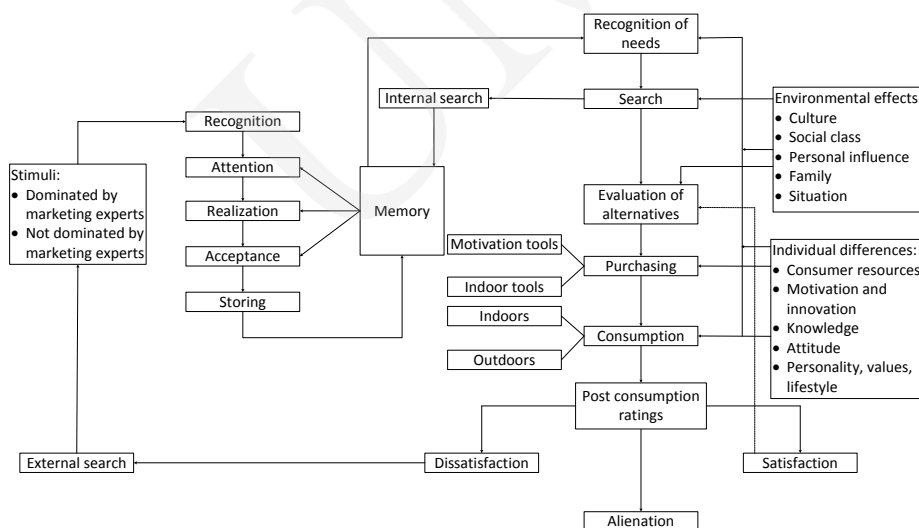 Recognition of
needs
Internal search
Search
Environmental effects
● Culture
● Social class
● Personal influence
● Family
● Situation
Recognition
Attention
Realization
Acceptance
Storing
Stimuli:
● Dominated by
marketing experts
● Not dominated by
marketing experts
Memory
Evaluation of
alternatives
Motivation tools
Purchasing
Indoor tools
Indoors
Consumption
Outdoors
Individual differences:
● Consumer resources
● Motivation and
innovation
● Knowledge
● Attitude
● Personality, values,
lifestyle
Post consumption
ratings
External search
Dissatisfaction
Satisfaction
Alienation